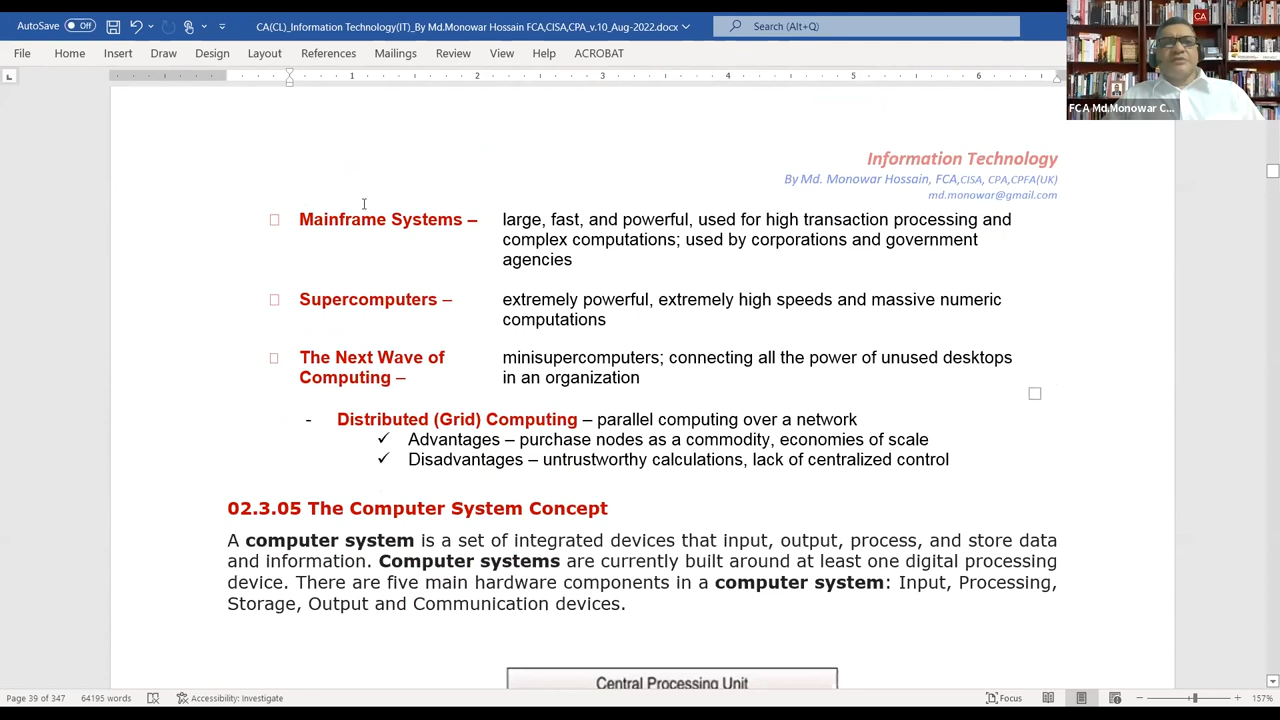 AutoSave Off CA(CL)_Information Technology(IT)_By Md.Monowar Hossain FCA,CISA,CPA_v.10_Aug-2022.docx Search (Alt+Q)
CA
File Home Insert Draw Design Layout References Mailings Review View Help ACROBAT
1 2 3 4 5 6
FCA Md.Monowar C...
Information Technology
By Md. Monowar Hossain, FCA,CISA, CPA,CPFA(UK)
md.monowar@gmail.com
Mainframe Systems – large, fast, and powerful, used for high transaction processing and
complex computations; used by corporations and government
agencies
Supercomputers – extremely powerful, extremely high speeds and massive numeric
computations
The Next Wave of minisupercomputers; connecting all the power of unused desktops
Computing – in an organization
- Distributed (Grid) Computing – parallel computing over a network
✓ Advantages – purchase nodes as a commodity, economies of scale
✓ Disadvantages – untrustworthy calculations, lack of centralized control
02.3.05 The Computer System Concept
A computer system is a set of integrated devices that input, output, process, and store data
and information. Computer systems are currently built around at least one digital processing
device. There are five main hardware components in a computer system: Input, Processing,
Storage, Output and Communication devices.
Central Processing Unit
Page 39 of 347 64195 words Accessibility: Investigate Focus 157%